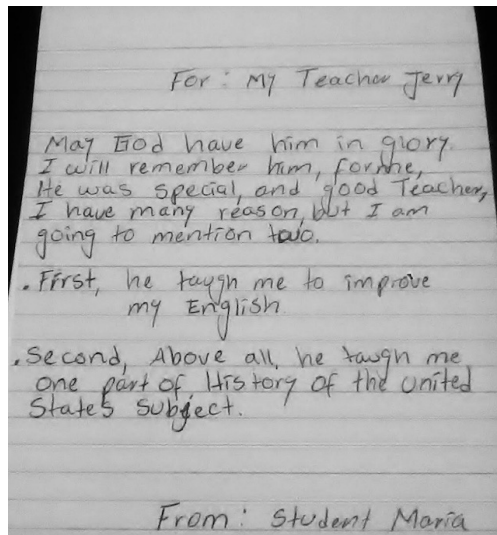 For: My Teacher Jerry
May God have him in glory.
I will remember him, for me,
He was special, and good Teacher,
I have many reason, but I am
going to mention two.
. First, he taugh me to improve
my English
. Second, Above all, he taugh me
one part of History of the United
States Subject.
From: Student Maria